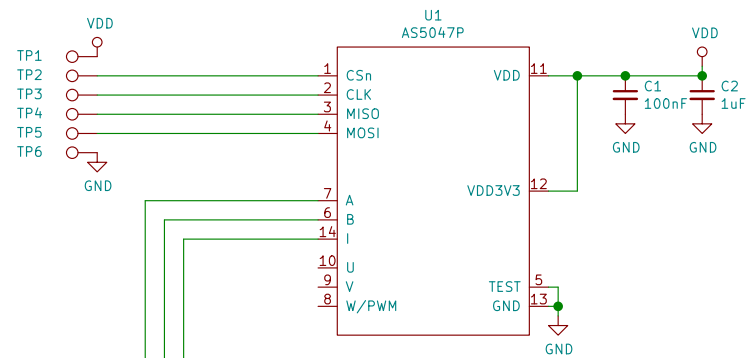 VDD
TP1
TP2
TP3
TP4
TP5
TP6
GND
U1
AS5047P
1 CSn
2 CLK
3 MISO
4 MOSI
7 A
6 B
14 I
10 U
9 V
8 W/PWM
VDD 11
VDD3V3 12
TEST 5
GND 13
GND
VDD
C1
100nF
GND
C2
1uF
GND